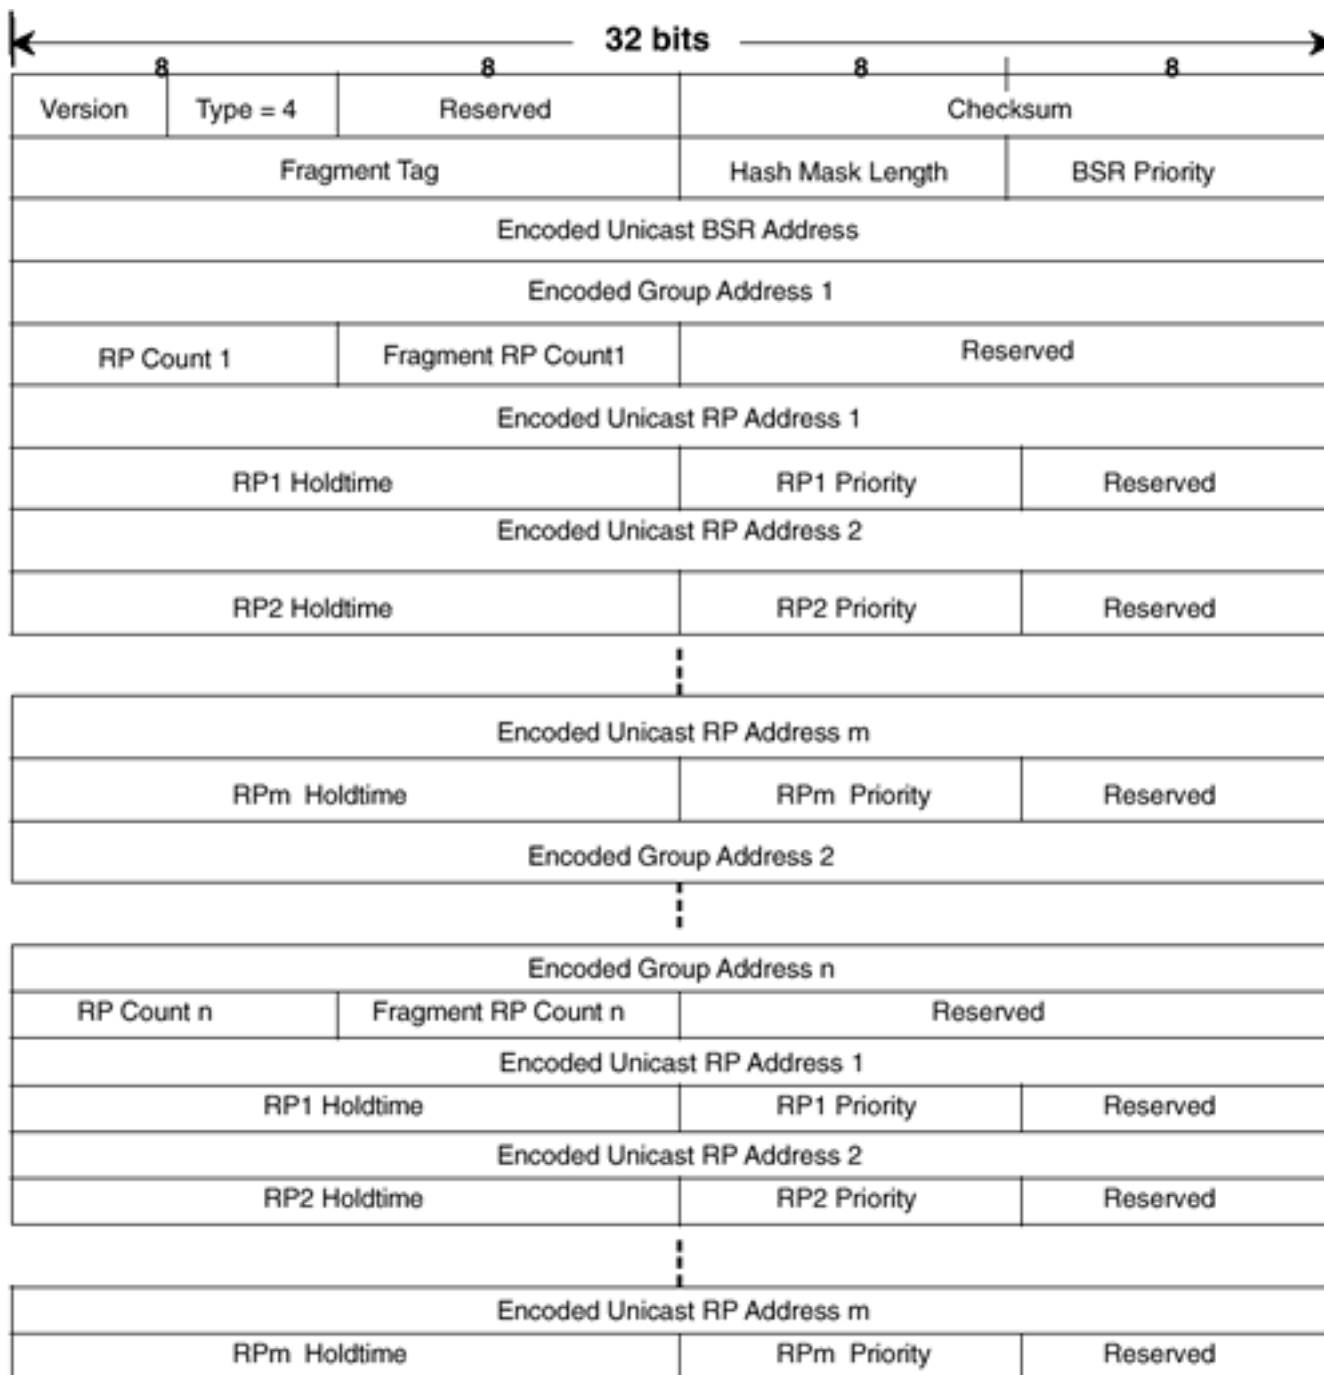 32 bits
8 8 8 8
Version Type = 4 Reserved Checksum
Fragment Tag Hash Mask Length BSR Priority
Encoded Unicast BSR Address
Encoded Group Address 1
RP Count 1 Fragment RP Count1 Reserved
Encoded Unicast RP Address 1
RP1 Holdtime RP1 Priority Reserved
Encoded Unicast RP Address 2
RP2 Holdtime RP2 Priority Reserved
Encoded Unicast RP Address m
RPm Holdtime RPm Priority Reserved
Encoded Group Address 2
Encoded Group Address n
RP Count n Fragment RP Count n Reserved
Encoded Unicast RP Address 1
RP1 Holdtime RP1 Priority Reserved
Encoded Unicast RP Address 2
RP2 Holdtime RP2 Priority Reserved
Encoded Unicast RP Address m
RPm Holdtime RPm Priority Reserved